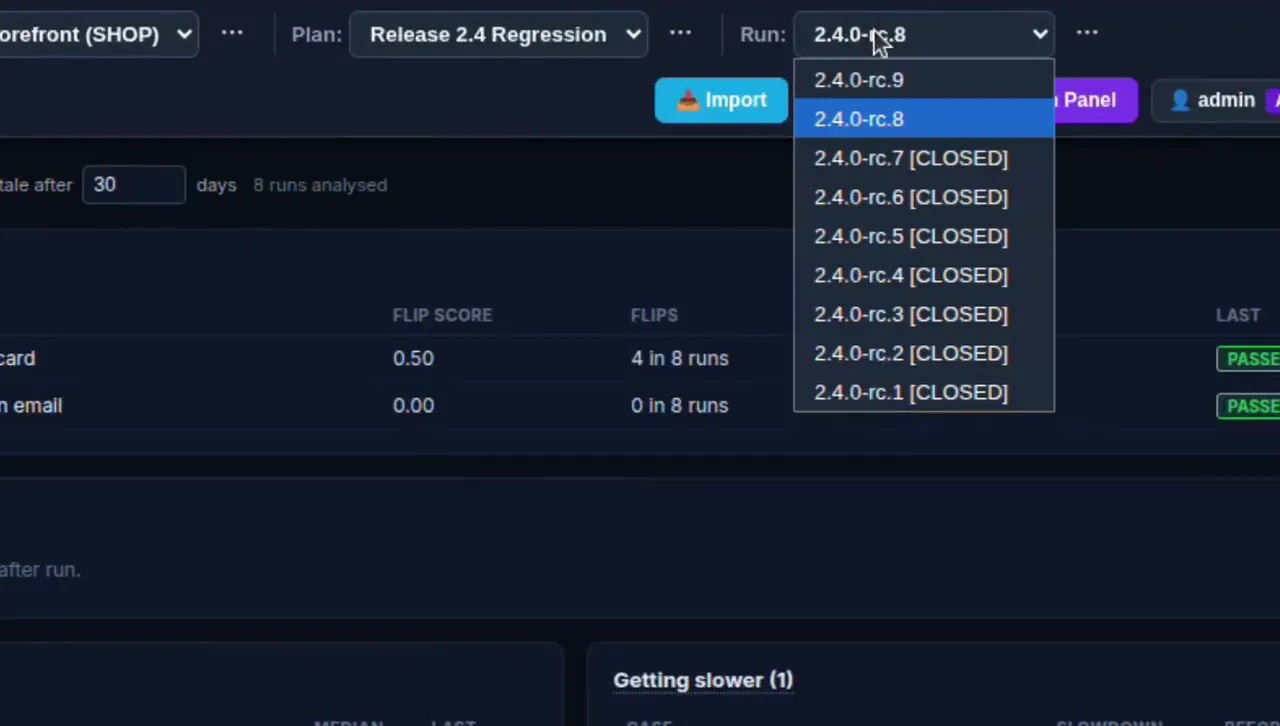 orefront (SHOP) ... Plan: Release 2.4 Regression ... Run: 2.4.0-rc.8 ...
2.4.0-rc.9
Import Panel admin
2.4.0-rc.8
2.4.0-rc.7 [CLOSED]
tale after 30 days 8 runs analysed
2.4.0-rc.6 [CLOSED]
2.4.0-rc.5 [CLOSED]
2.4.0-rc.4 [CLOSED]
2.4.0-rc.3 [CLOSED]
2.4.0-rc.2 [CLOSED]
2.4.0-rc.1 [CLOSED]
FLIP SCORE FLIPS LAST
card 0.50 4 in 8 runs PASSE
n email 0.00 0 in 8 runs PASSE
after run.
Getting slower (1)
MEDIAN LAST CASE SLOWDOWN